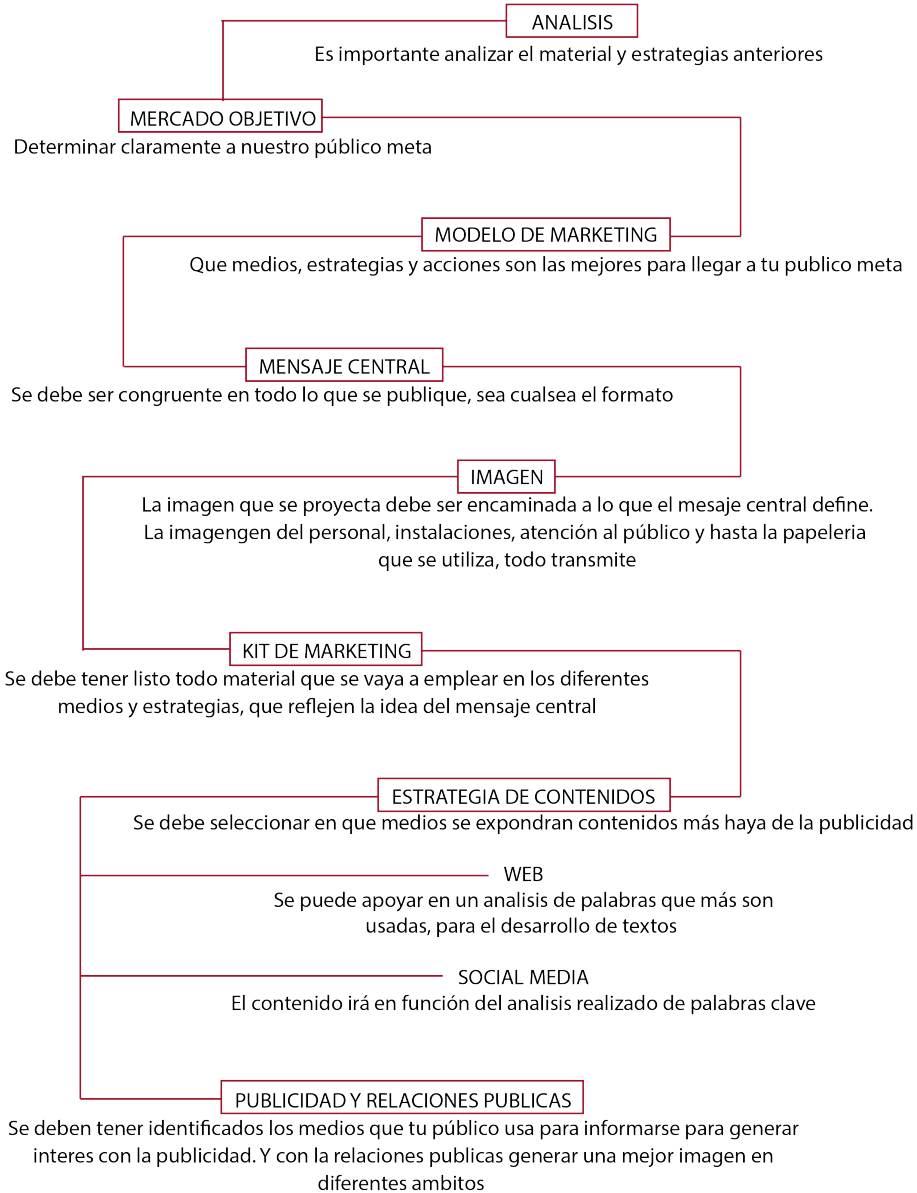 ANALISIS
Es importante analizar el material y estrategias anteriores
MERCADO OBJETIVO
Determinar claramente a nuestro público meta
MODELO DE MARKETING
Que medios, estrategias y acciones son las mejores para llegar a tu publico meta
MENSAJE CENTRAL
Se debe ser congruente en todo lo que se publique, sea cualsea el formato
IMAGEN
La imagen que se proyecta debe ser encaminada a lo que el mesaje central define.
La imagengen del personal, instalaciones, atención al público y hasta la papeleria
que se utiliza, todo transmite
KIT DE MARKETING
Se debe tener listo todo material que se vaya a emplear en los diferentes
medios y estrategias, que reflejen la idea del mensaje central
ESTRATEGIA DE CONTENIDOS
Se debe seleccionar en que medios se expondran contenidos más haya de la publicidad
WEB
Se puede apoyar en un analisis de palabras que más son
usadas, para el desarrollo de textos
SOCIAL MEDIA
El contenido irá en función del analisis realizado de palabras clave
PUBLICIDAD Y RELACIONES PUBLICAS
Se deben tener identificados los medios que tu público usa para informarse para generar
interes con la publicidad. Y con la relaciones publicas generar una mejor imagen en
diferentes ambitos